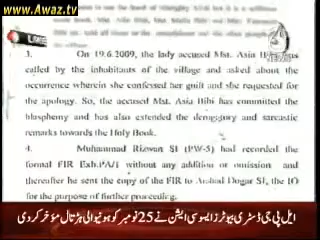 www.Awaz.tv
3. On 19.6.2009, the lady accused Mst. Asia Bibi was
called by the inhabitants of the village and asked about the
occurrence wherein she confessed her guilt and she requested for
the apology. So, the accused Mst. Asia Bibi has committed the
blasphemy and has also extended the derogatory and sarcastic
remarks towards the Holy Book.
4. Muhammad Rizwan SI (PW-5) had recorded the
formal FIR Exh.PA/1 without any addition or omission and
thereafter he sent the copy of the FIR to Arshad Dogar SI, the IO
for the purpose of further proceeding.
ایل پی جی ڈسٹری بیوٹرز ایسوسی ایشن نے 25 نومبر کو ہونیوالی ہڑتال مؤخر کردی